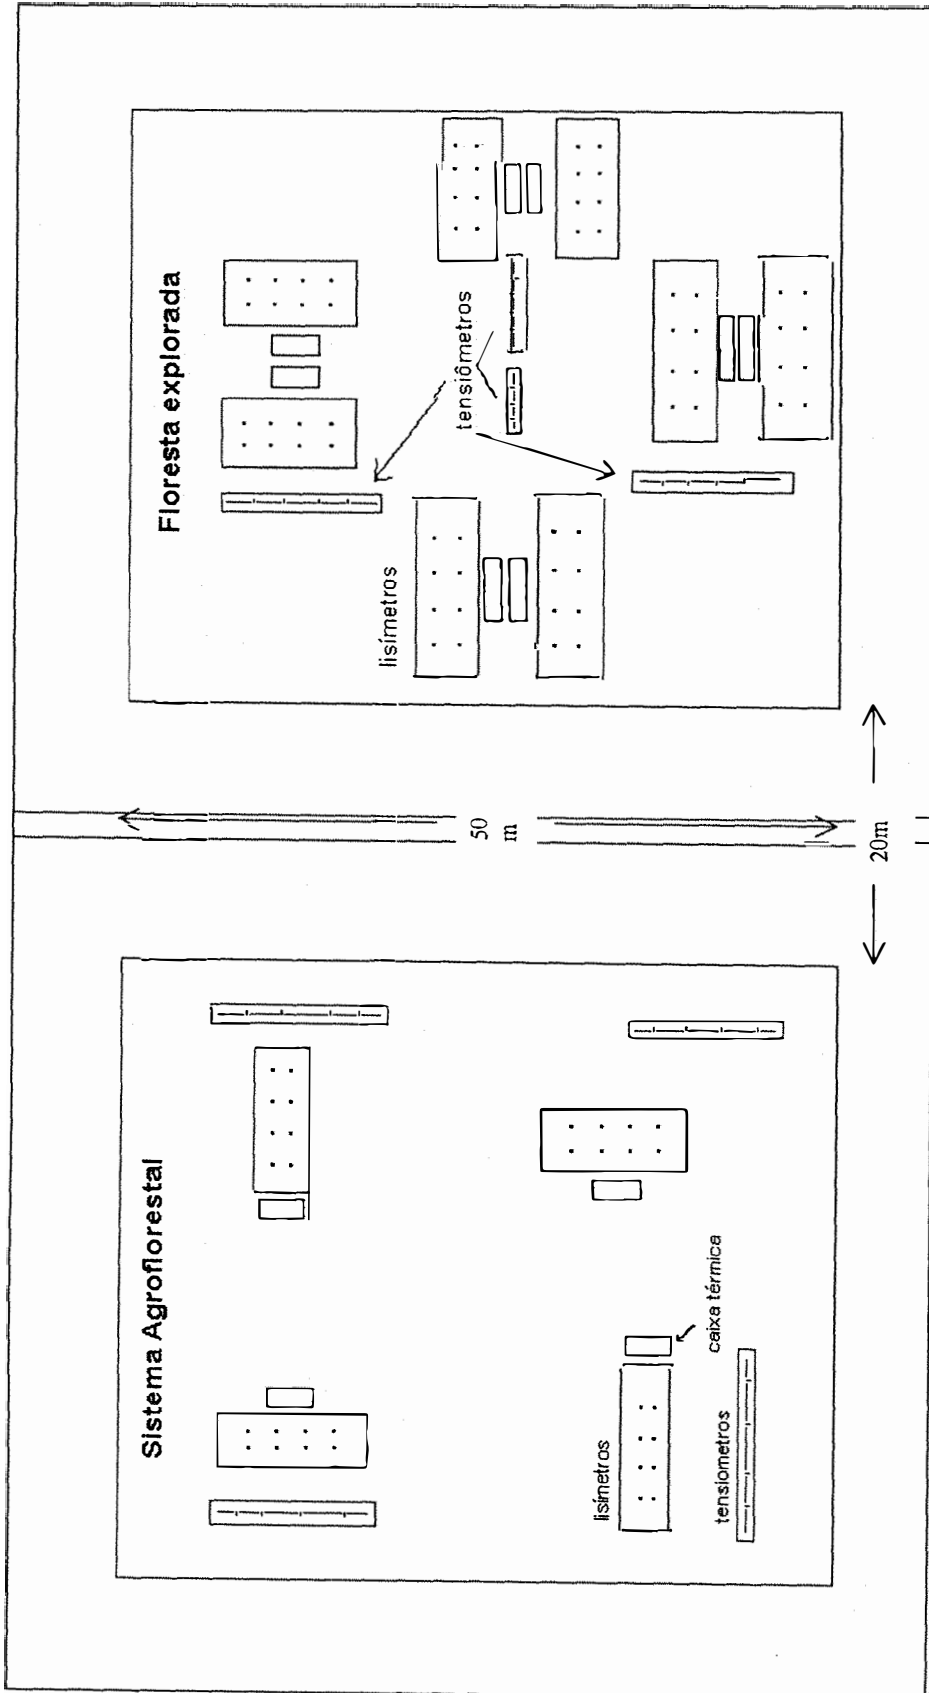 Sistema Agroflorestal
lisímetros
tensiometros
caixa térmica
50
m
20m
Floresta explorada
lisímetros
tensiômetros